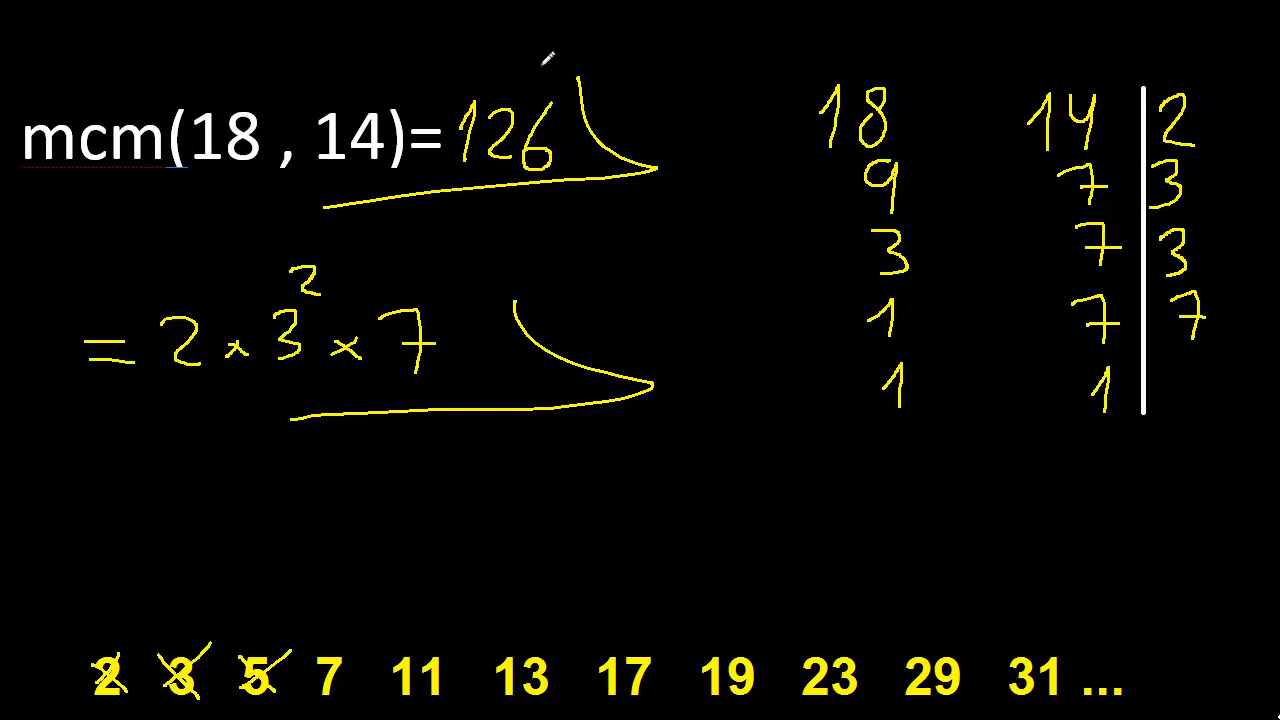 mcm(18 , 14)= 126
= 2 × 3² × 7
18 14 | 2
9 7 | 3
3 7 | 3
1 7 | 7
1 1 |
2 3 5 7 11 13 17 19 23 29 31 ...